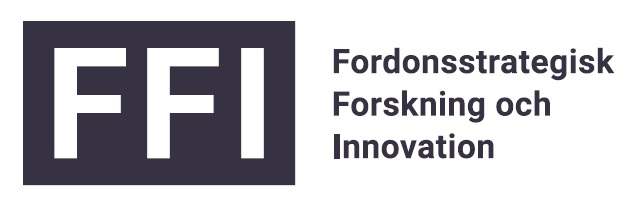 FFI
Fordonsstrategisk
Forskning och
Innovation